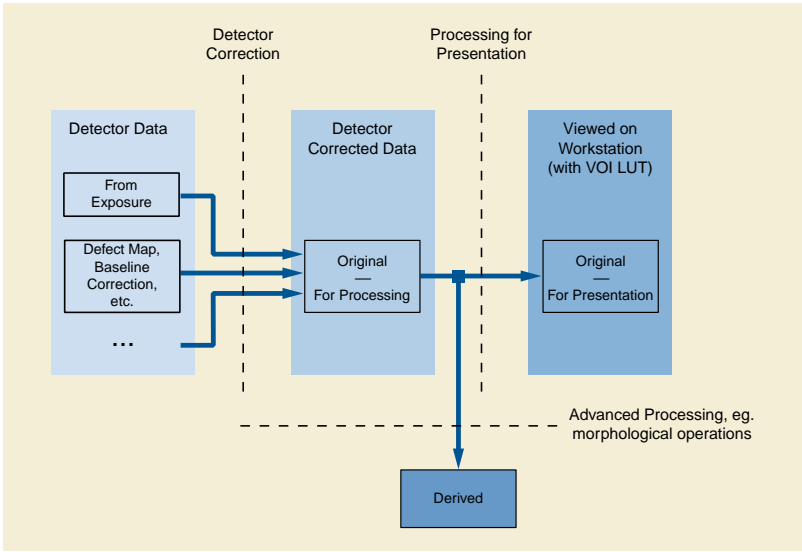 Detector
Correction
Processing for
Presentation
Detector Data
From
Exposure
Defect Map,
Baseline
Correction,
etc.
...
Detector
Corrected Data
Original
—
For Processing
Viewed on
Workstation
(with VOI LUT)
Original
—
For Presentation
Advanced Processing, eg.
morphological operations
Derived